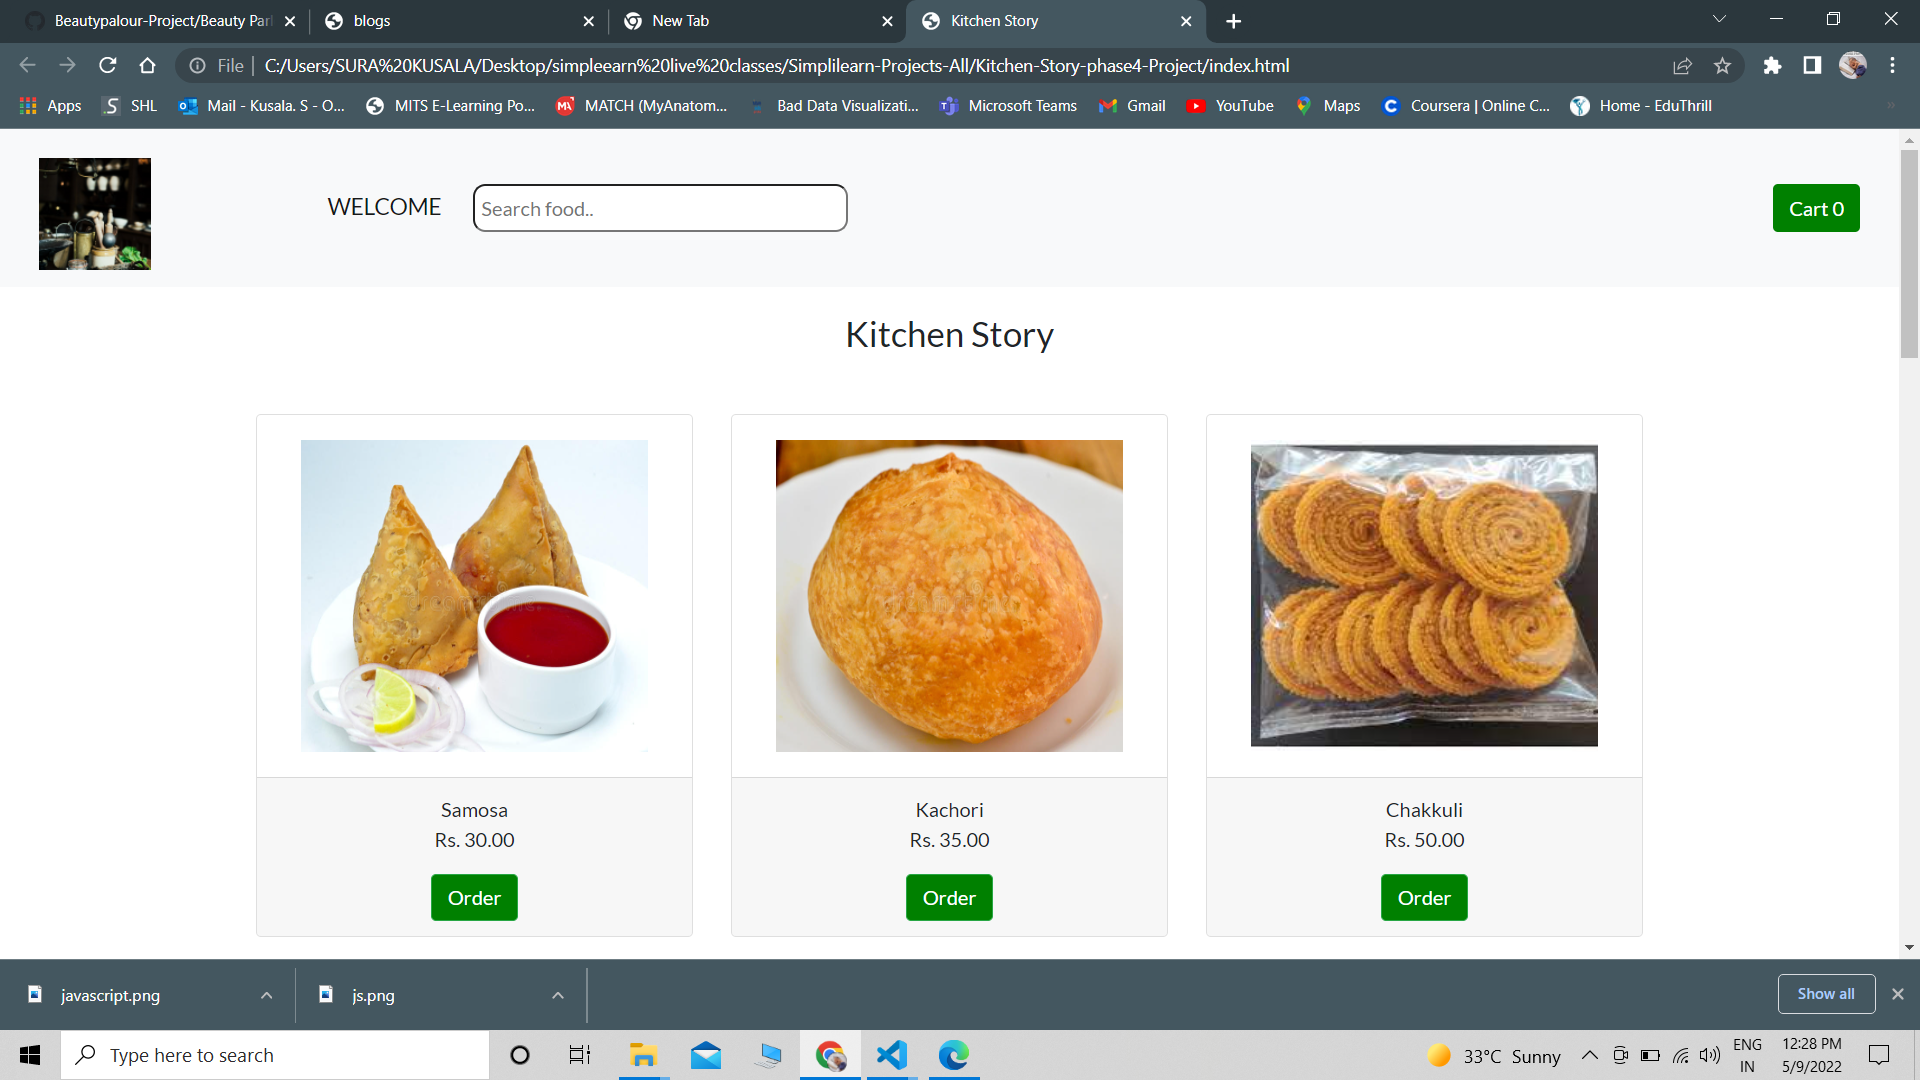 Beautypalour-Project/Beauty Par
blogs
New Tab
Kitchen Story
File
C:/Users/SURA%20KUSALA/Desktop/simpleearn%20live%20classes/Simplilearn-Projects-All/Kitchen-Story-phase4-Project/index.html
Apps
SHL
Mail - Kusala. S - O...
MITS E-Learning Po...
MATCH (MyAnatom...
Bad Data Visualizati...
Microsoft Teams
Gmail
YouTube
Maps
Coursera | Online C...
Home - EduThrill
WELCOME
Search food..
Cart 0
Kitchen Story
Samosa
Rs. 30.00
Order
Kachori
Rs. 35.00
Order
Chakkuli
Rs. 50.00
Order
javascript.png
js.png
Show all
Type here to search
33°C Sunny
ENG
IN
12:28 PM
5/9/2022